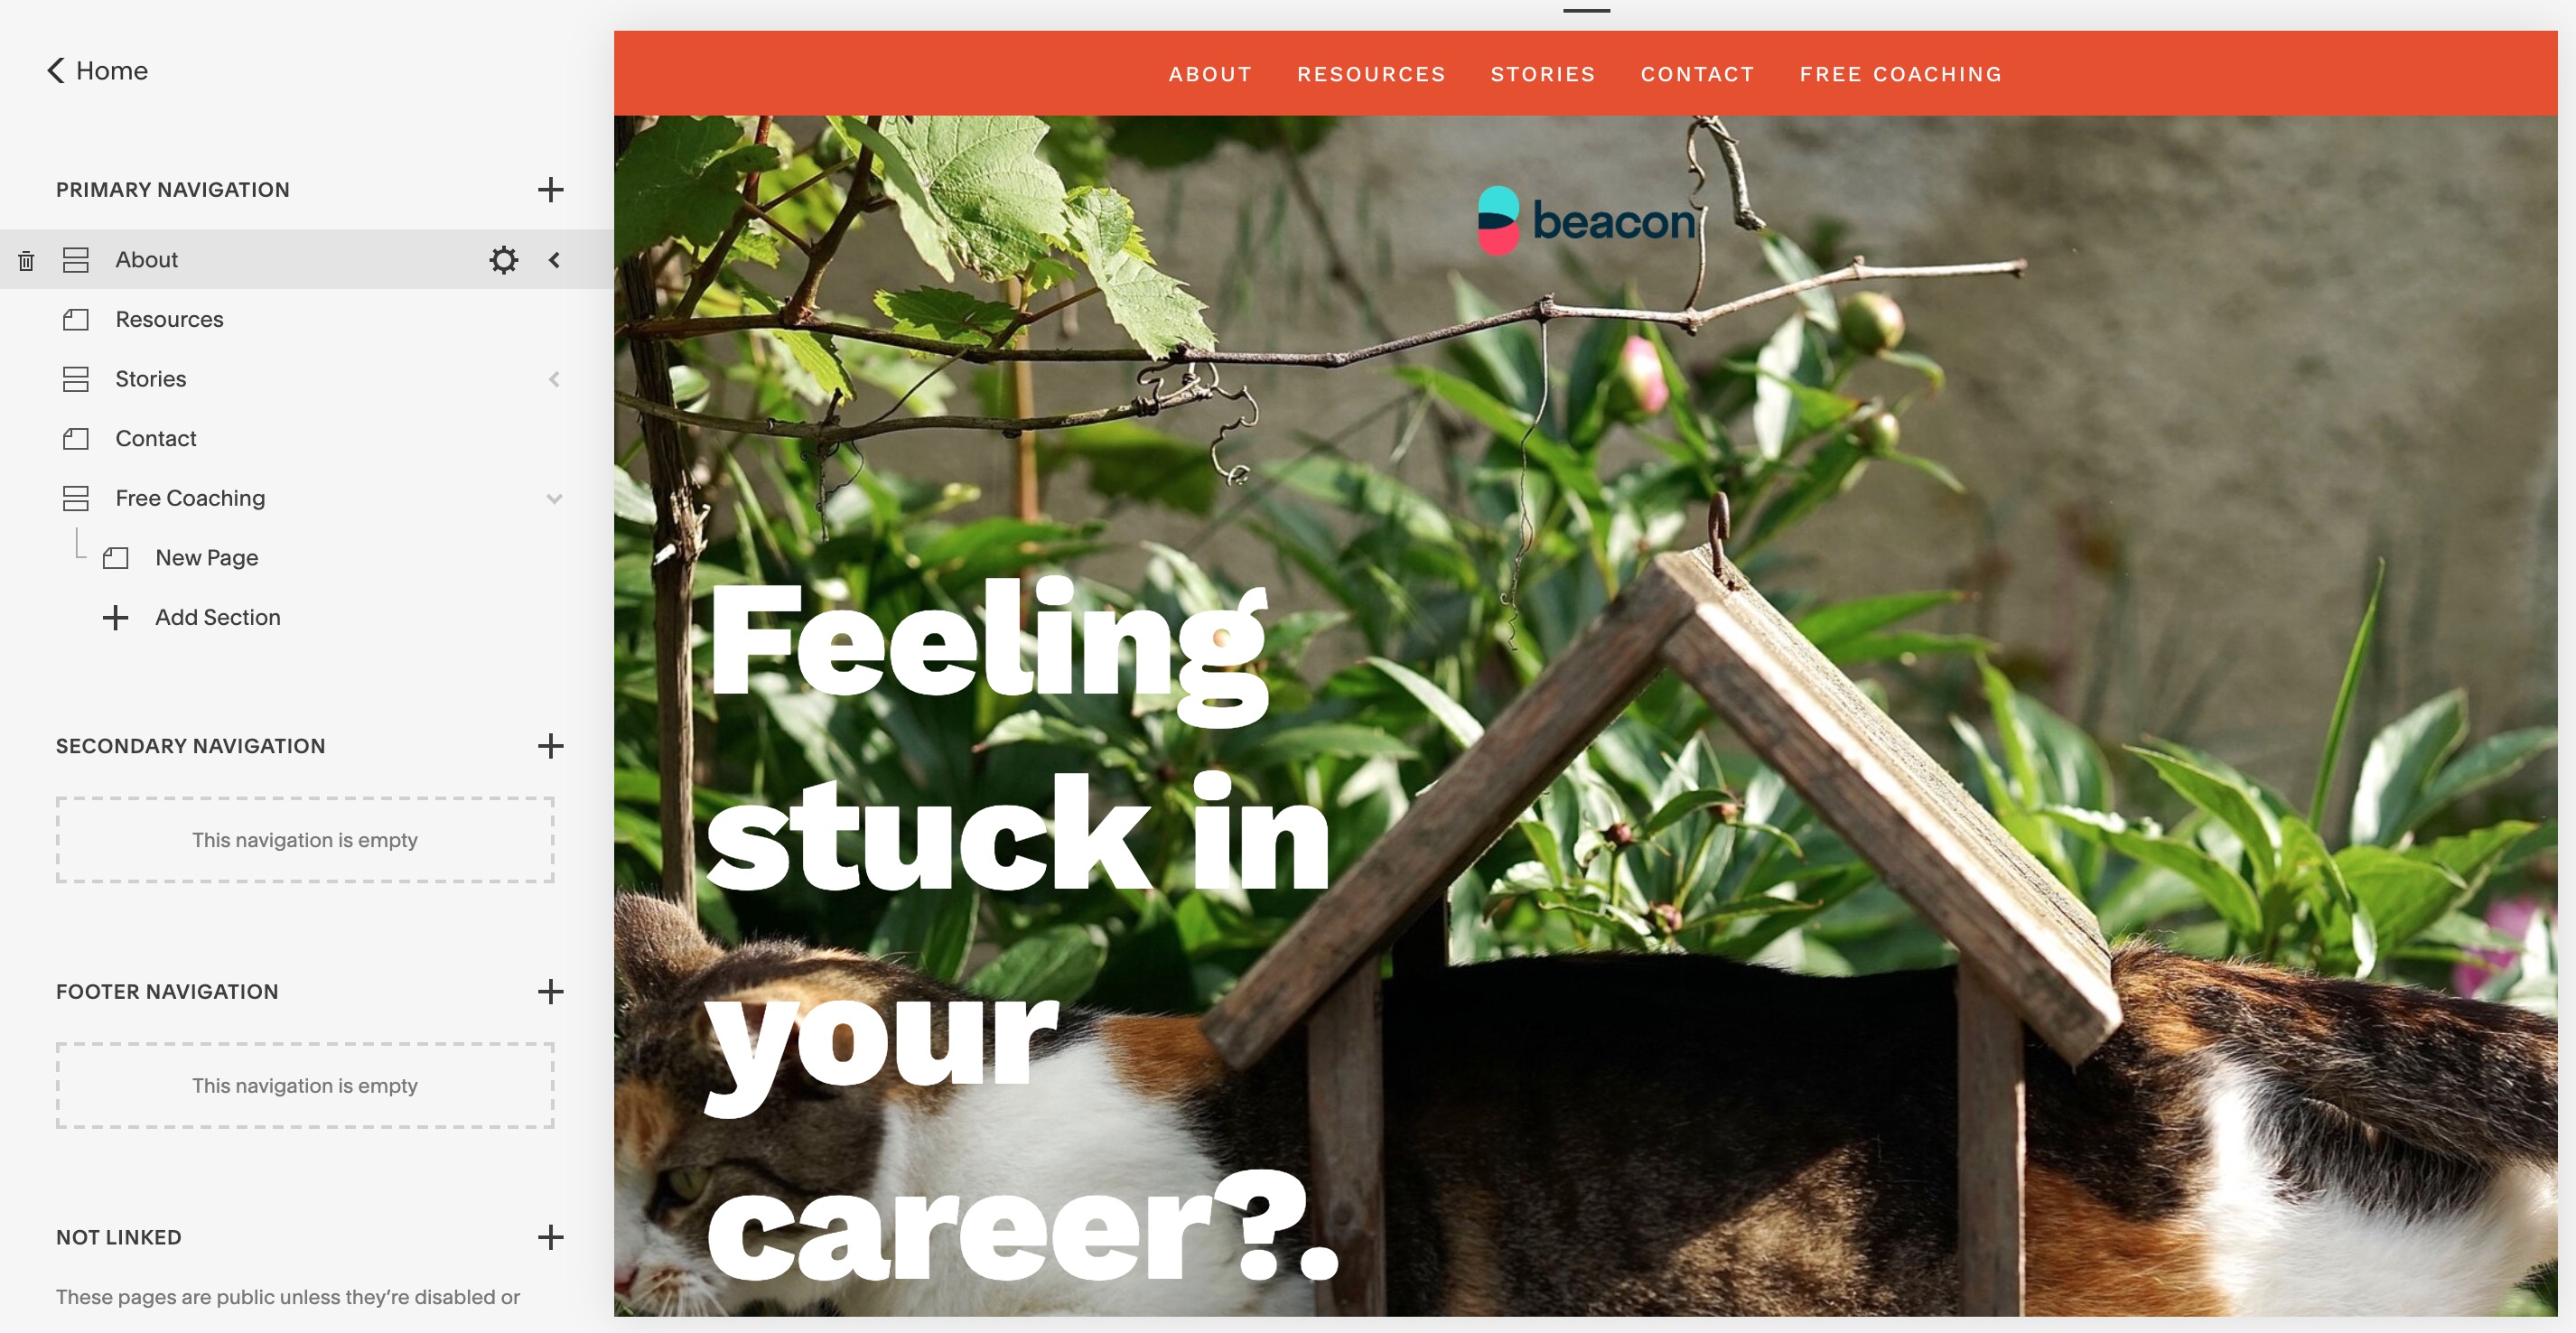 Home
PRIMARY NAVIGATION
About
Resources
Stories
Contact
Free Coaching
New Page
Add Section
SECONDARY NAVIGATION
This navigation is empty
FOOTER NAVIGATION
This navigation is empty
NOT LINKED
These pages are public unless they’re disabled or
ABOUT RESOURCES STORIES CONTACT FREE COACHING
beacon
Feeling
stuck in
your
career?.